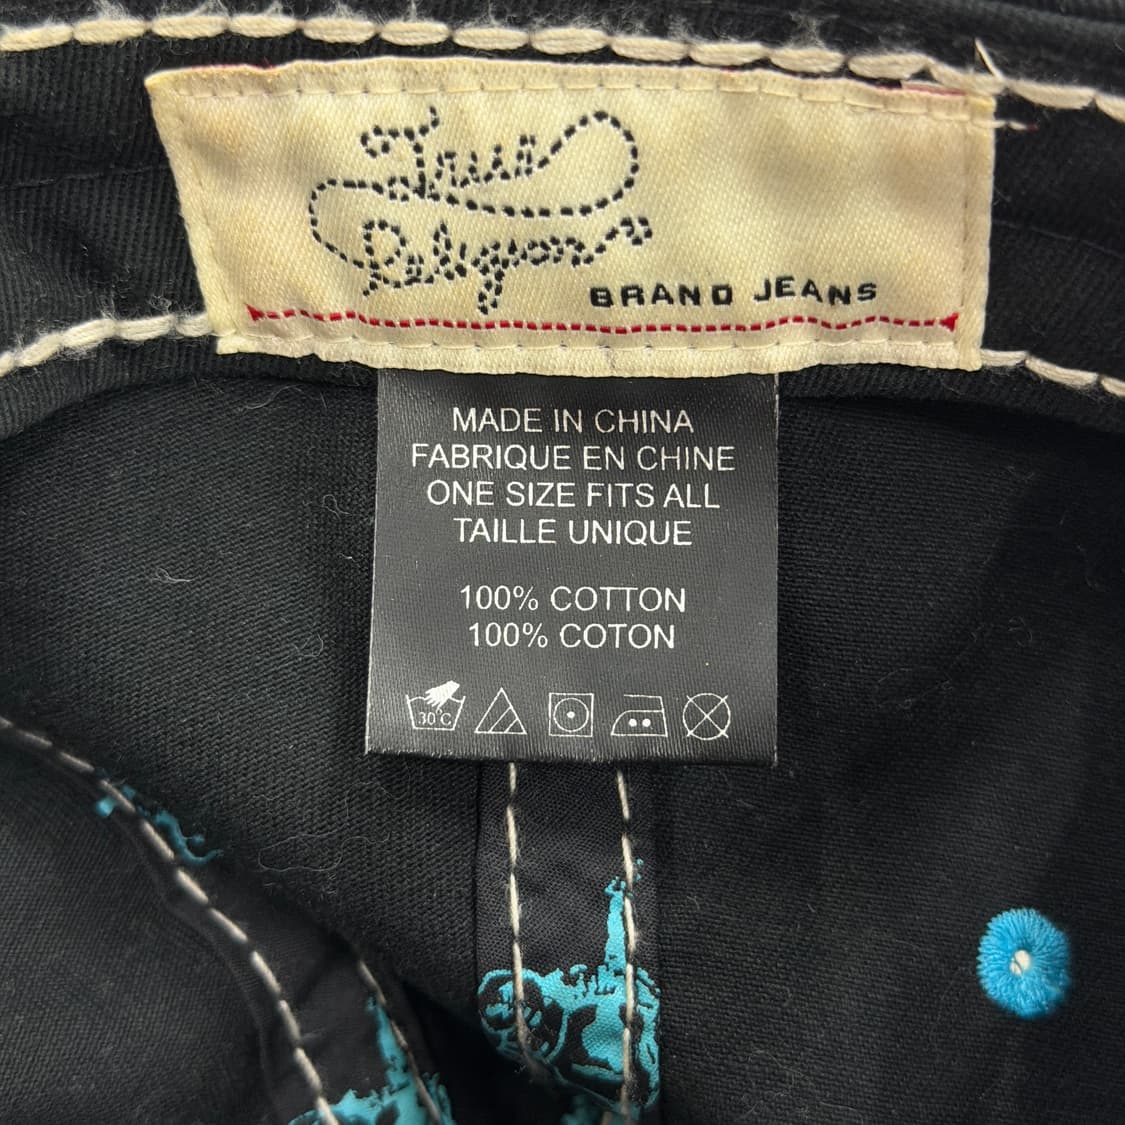 True
Religion
BRAND JEANS
MADE IN CHINA
FABRIQUE EN CHINE
ONE SIZE FITS ALL
TAILLE UNIQUE
100% COTTON
100% COTON
30°C